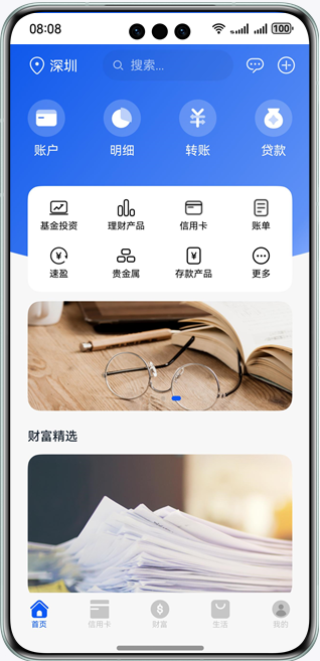 08:08 100
深圳 搜索...
账户 明细 转账 贷款
基金投资 理财产品 信用卡 账单
速盈 贵金属 存款产品 更多
财富精选
首页 信用卡 财富 生活 我的